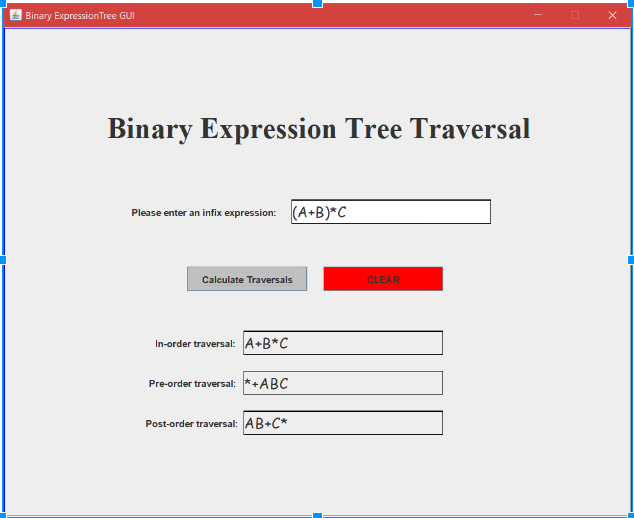 Binary ExpressionTree GUI
Binary Expression Tree Traversal
Please enter an infix expression: (A+B)*C
Calculate Traversals CLEAR
In-order traversal: A+B*C
Pre-order traversal: *+ABC
Post-order traversal: AB+C*